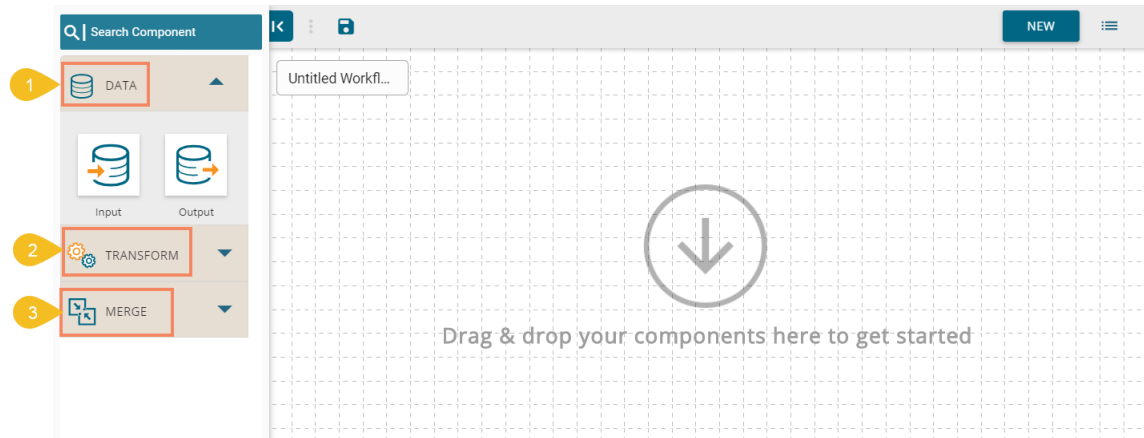 Search Component
NEW
Untitled Workfl...
1
DATA
Input
Output
2
TRANSFORM
3
MERGE
Drag & drop your components here to get started